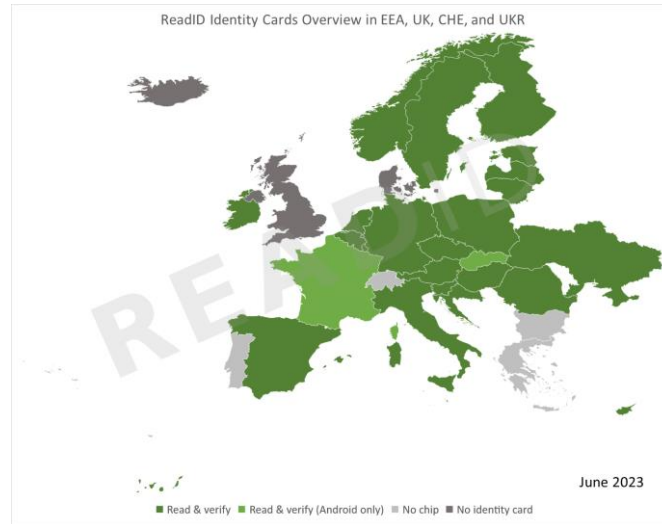 ReadID Identity Cards Overview in EEA, UK, CHE, and UKR
READID
June 2023
Read & verify
Read & verify (Android only)
No chip
No identity card